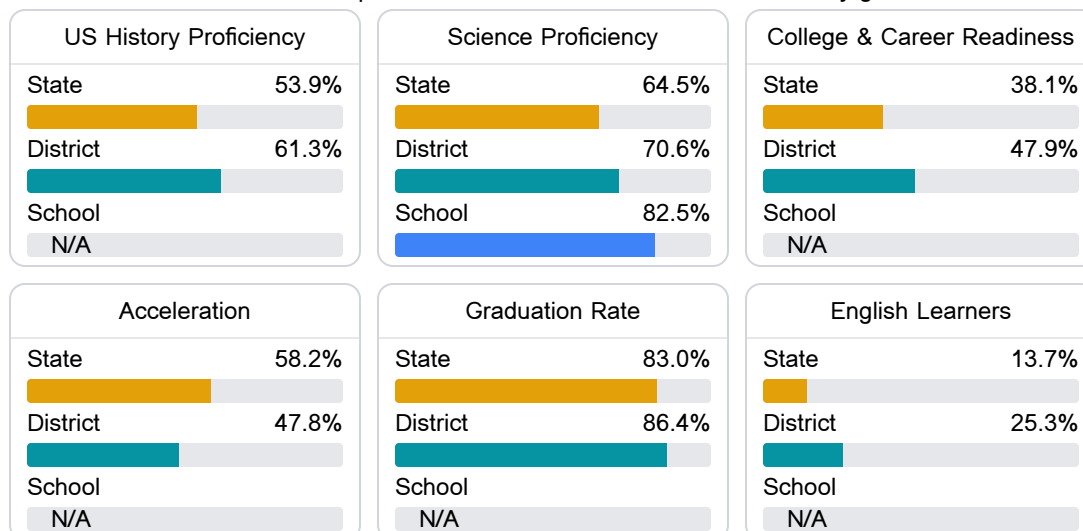 US History Proficiency
State 53.9%
District 61.3%
School
N/A
Science Proficiency
State 64.5%
District 70.6%
School 82.5%
College & Career Readiness
State 38.1%
District 47.9%
School
N/A
Acceleration
State 58.2%
District 47.8%
School
N/A
Graduation Rate
State 83.0%
District 86.4%
School
N/A
English Learners
State 13.7%
District 25.3%
School
N/A